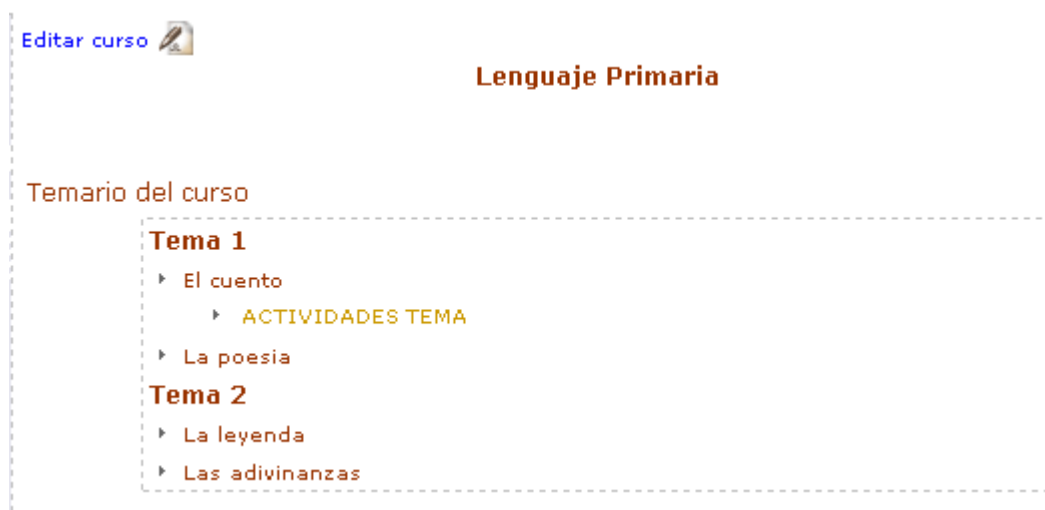 Editar curso
Lenguaje Primaria
Temario del curso
Tema 1
El cuento
ACTIVIDADES TEMA
La poesia
Tema 2
La leyenda
Las adivinanzas